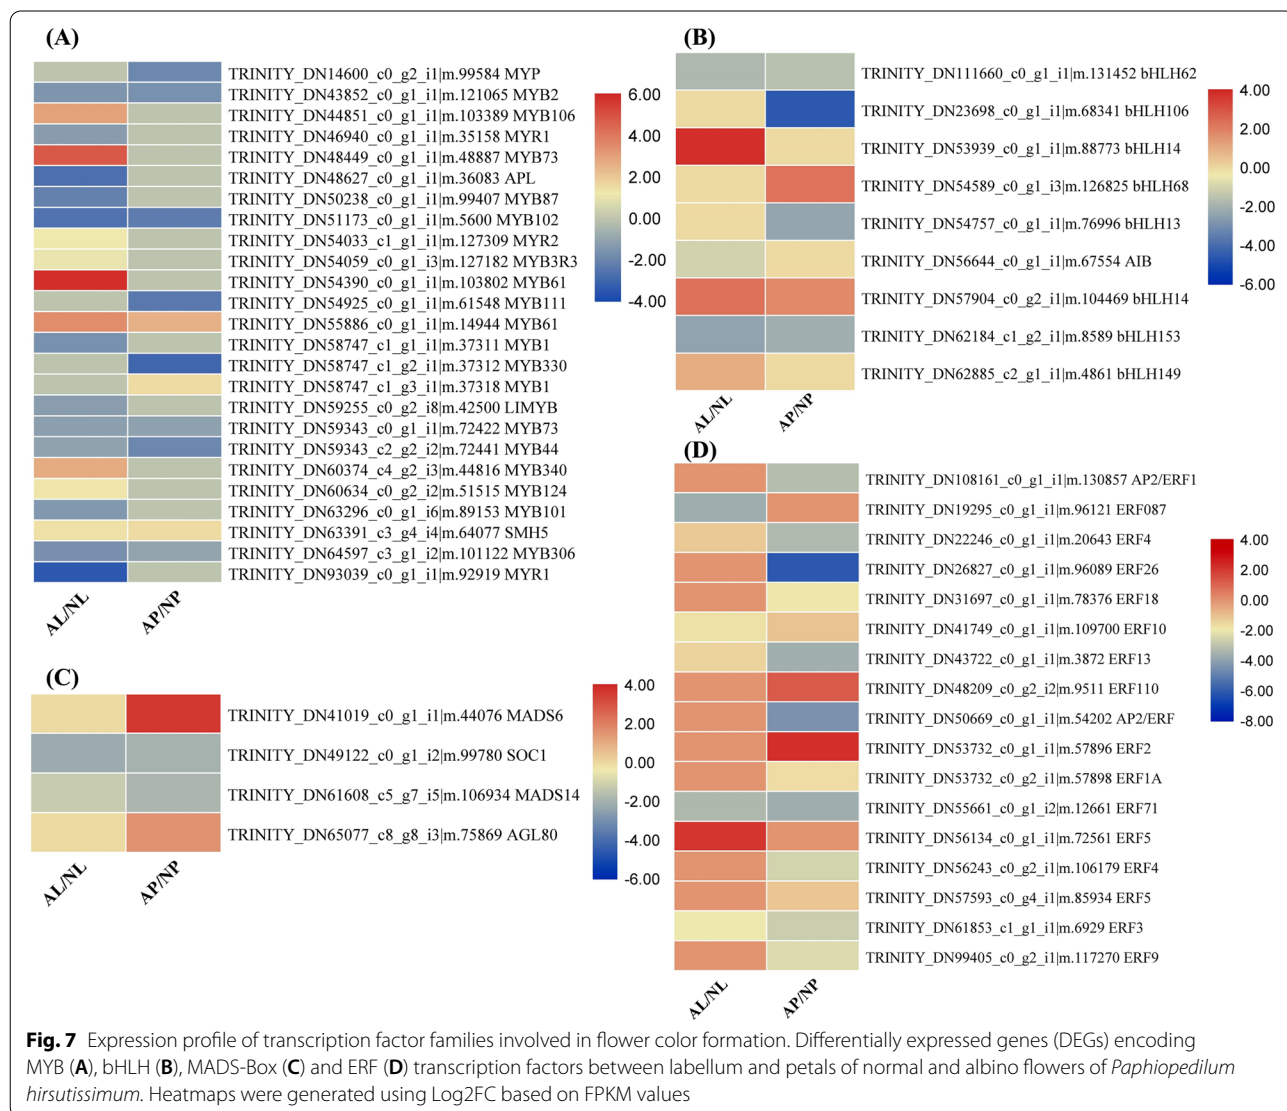 (A)
TRINITY_DN14600_c0_g2_i1|m.99584 MYP
TRINITY_DN43852_c0_g1_i1|m.121065 MYB2
TRINITY_DN44851_c0_g1_i1|m.103389 MYB106
TRINITY_DN46940_c0_g1_i1|m.35158 MYR1
TRINITY_DN48449_c0_g1_i1|m.48887 MYB73
TRINITY_DN48627_c0_g1_i1|m.36083 APL
TRINITY_DN50238_c0_g1_i1|m.99407 MYB87
TRINITY_DN51173_c0_g1_i1|m.5600 MYB102
TRINITY_DN54033_c1_g1_i1|m.127309 MYR2
TRINITY_DN54059_c0_g1_i3|m.127182 MYB3R3
TRINITY_DN54390_c0_g1_i1|m.103802 MYB61
TRINITY_DN54925_c0_g1_i1|m.61548 MYB111
TRINITY_DN55886_c0_g1_i1|m.14944 MYB61
TRINITY_DN58747_c1_g1_i1|m.37311 MYB1
TRINITY_DN58747_c1_g2_i1|m.37312 MYB330
TRINITY_DN58747_c1_g3_i1|m.37318 MYB1
TRINITY_DN59255_c0_g2_i8|m.42500 LIMYB
TRINITY_DN59343_c0_g1_i1|m.72422 MYB73
TRINITY_DN59343_c2_g2_i2|m.72441 MYB44
TRINITY_DN60374_c4_g2_i3|m.44816 MYB340
TRINITY_DN60634_c0_g2_i2|m.51515 MYB124
TRINITY_DN63296_c0_g1_i6|m.89153 MYB101
TRINITY_DN63391_c3_g4_i4|m.64077 SMH5
TRINITY_DN64597_c3_g1_i2|m.101122 MYB306
TRINITY_DN93039_c0_g1_i1|m.92919 MYR1
AL/NL
AP/NP
6.00
4.00
2.00
0.00
-2.00
-4.00
(B)
TRINITY_DN111660_c0_g1_i1|m.131452 bHLH62
TRINITY_DN23698_c0_g1_i1|m.68341 bHLH106
TRINITY_DN53939_c0_g1_i1|m.88773 bHLH14
TRINITY_DN54589_c0_g1_i3|m.126825 bHLH68
TRINITY_DN54757_c0_g1_i1|m.76996 bHLH13
TRINITY_DN56644_c0_g1_i1|m.67554 AIB
TRINITY_DN57904_c0_g2_i1|m.104469 bHLH14
TRINITY_DN62184_c1_g2_i1|m.8589 bHLH153
TRINITY_DN62885_c2_g1_i1|m.4861 bHLH149
AL/NL
AP/NP
4.00
2.00
0.00
-2.00
-4.00
-6.00
(C)
TRINITY_DN41019_c0_g1_i1|m.44076 MADS6
TRINITY_DN49122_c0_g1_i2|m.99780 SOC1
TRINITY_DN61608_c5_g7_i5|m.106934 MADS14
TRINITY_DN65077_c8_g8_i3|m.75869 AGL80
AL/NL
AP/NP
4.00
2.00
0.00
-2.00
-4.00
-6.00
(D)
TRINITY_DN108161_c0_g1_i1|m.130857 AP2/ERF1
TRINITY_DN19295_c0_g1_i1|m.96121 ERF087
TRINITY_DN22246_c0_g1_i1|m.20643 ERF4
TRINITY_DN26827_c0_g1_i1|m.96089 ERF26
TRINITY_DN31697_c0_g1_i1|m.78376 ERF18
TRINITY_DN41749_c0_g1_i1|m.109700 ERF10
TRINITY_DN43722_c0_g1_i1|m.3872 ERF13
TRINITY_DN48209_c0_g2_i2|m.9511 ERF110
TRINITY_DN50669_c0_g1_i1|m.54202 AP2/ERF
TRINITY_DN53732_c0_g1_i1|m.57896 ERF2
TRINITY_DN53732_c0_g2_i1|m.57898 ERF1A
TRINITY_DN55661_c0_g1_i2|m.12661 ERF71
TRINITY_DN56134_c0_g1_i1|m.72561 ERF5
TRINITY_DN56243_c0_g2_i1|m.106179 ERF4
TRINITY_DN57593_c0_g4_i1|m.85934 ERF5
TRINITY_DN61853_c1_g1_i1|m.6929 ERF3
TRINITY_DN99405_c0_g2_i1|m.117270 ERF9
AL/NL
AP/NP
4.00
2.00
0.00
-2.00
-4.00
-6.00
-8.00
Fig. 7 Expression profile of transcription factor families involved in flower color formation. Differentially expressed genes (DEGs) encoding
MYB (A), bHLH (B), MADS-Box (C) and ERF (D) transcription factors between labellum and petals of normal and albino flowers of Paphiopedilum
hirsutissimum. Heatmaps were generated using Log2FC based on FPKM values